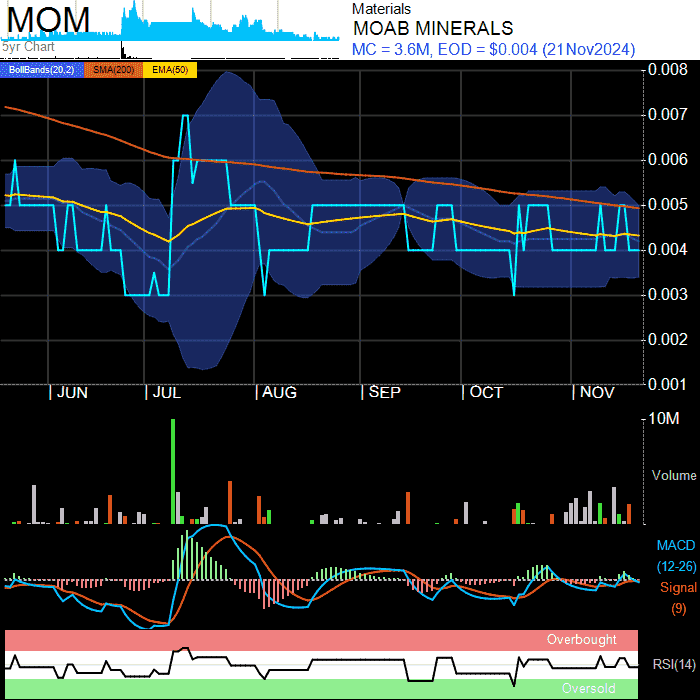 MOM
5yr Chart
Materials
MOAB MINERALS
MC = 3.6M, EOD = $0.004 (21Nov2024)
BollBands(20,2) SMA(200) EMA(50)
0.008
0.007
0.006
0.005
0.004
0.003
0.002
0.001
JUN JUL AUG SEP OCT NOV
10M
Volume
MACD
(12-26)
Signal
(9)
Overbought
RSI(14)
Oversold